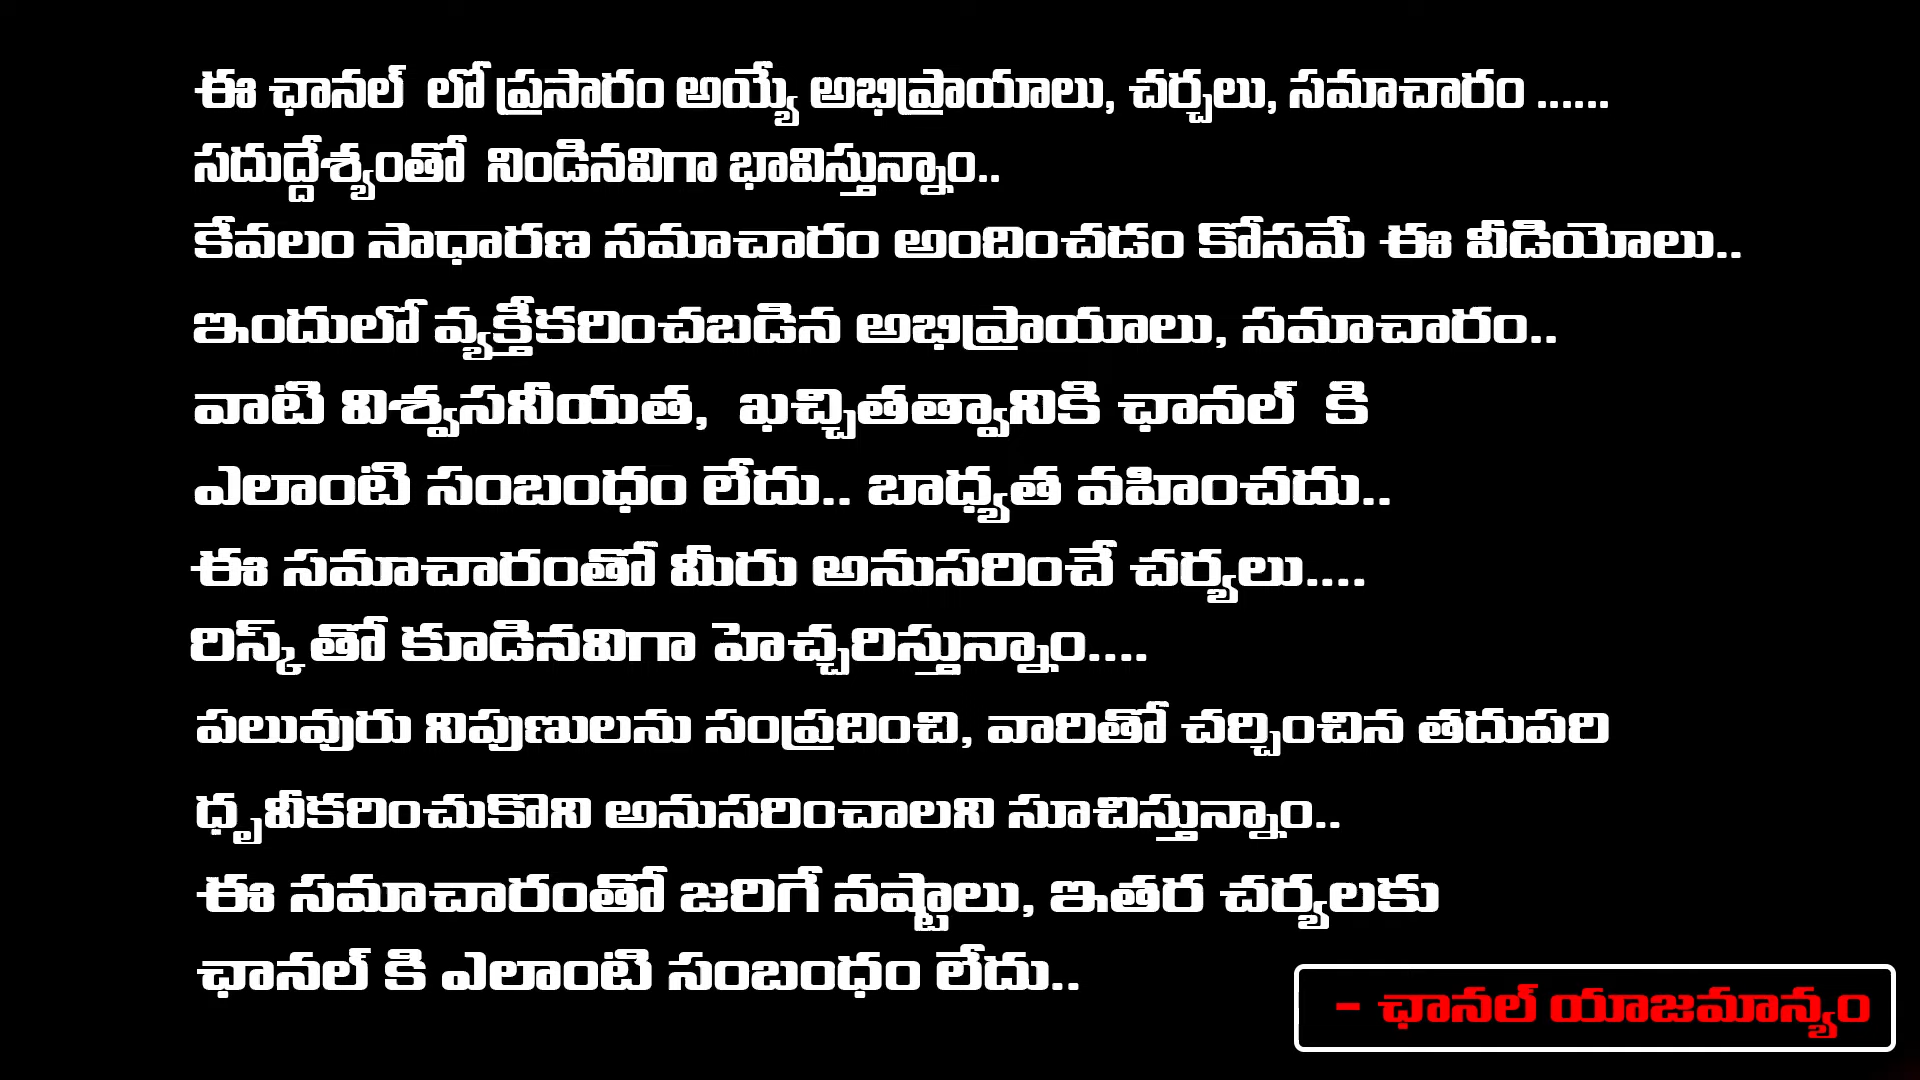 ఈ ఛానల్ లో ప్రసారం అయ్యే అభిప్రాయాలు, చర్చలు, సమాచారం ......
సదుద్దేశ్యంతో నిండినవిగా భావిస్తున్నాం..
కేవలం సాధారణ సమాచారం అందించడం కోసమే ఈ వీడియోలు..
ఇందులో వ్యక్తీకరించబడిన అభిప్రాయాలు, సమాచారం..
వాటి విశ్వసనీయత, ఖచ్చితత్వానికి ఛానల్ కి
ఎలాంటి సంబంధం లేదు.. బాధ్యత వహించదు..
ఈ సమాచారంతో మీరు అనుసరించే చర్యలు....
రిస్క్ తో కూడినవిగా హెచ్చరిస్తున్నాం....
పలువురు నిపుణులను సంప్రదించి, వారితో చర్చించిన తదుపరి
ధృవీకరించుకొని అనుసరించాలని సూచిస్తున్నాం..
ఈ సమాచారంతో జరిగే నష్టాలు, ఇతర చర్యలకు
ఛానల్ కి ఎలాంటి సంబంధం లేదు..
- ఛానల్ యాజమాన్యం